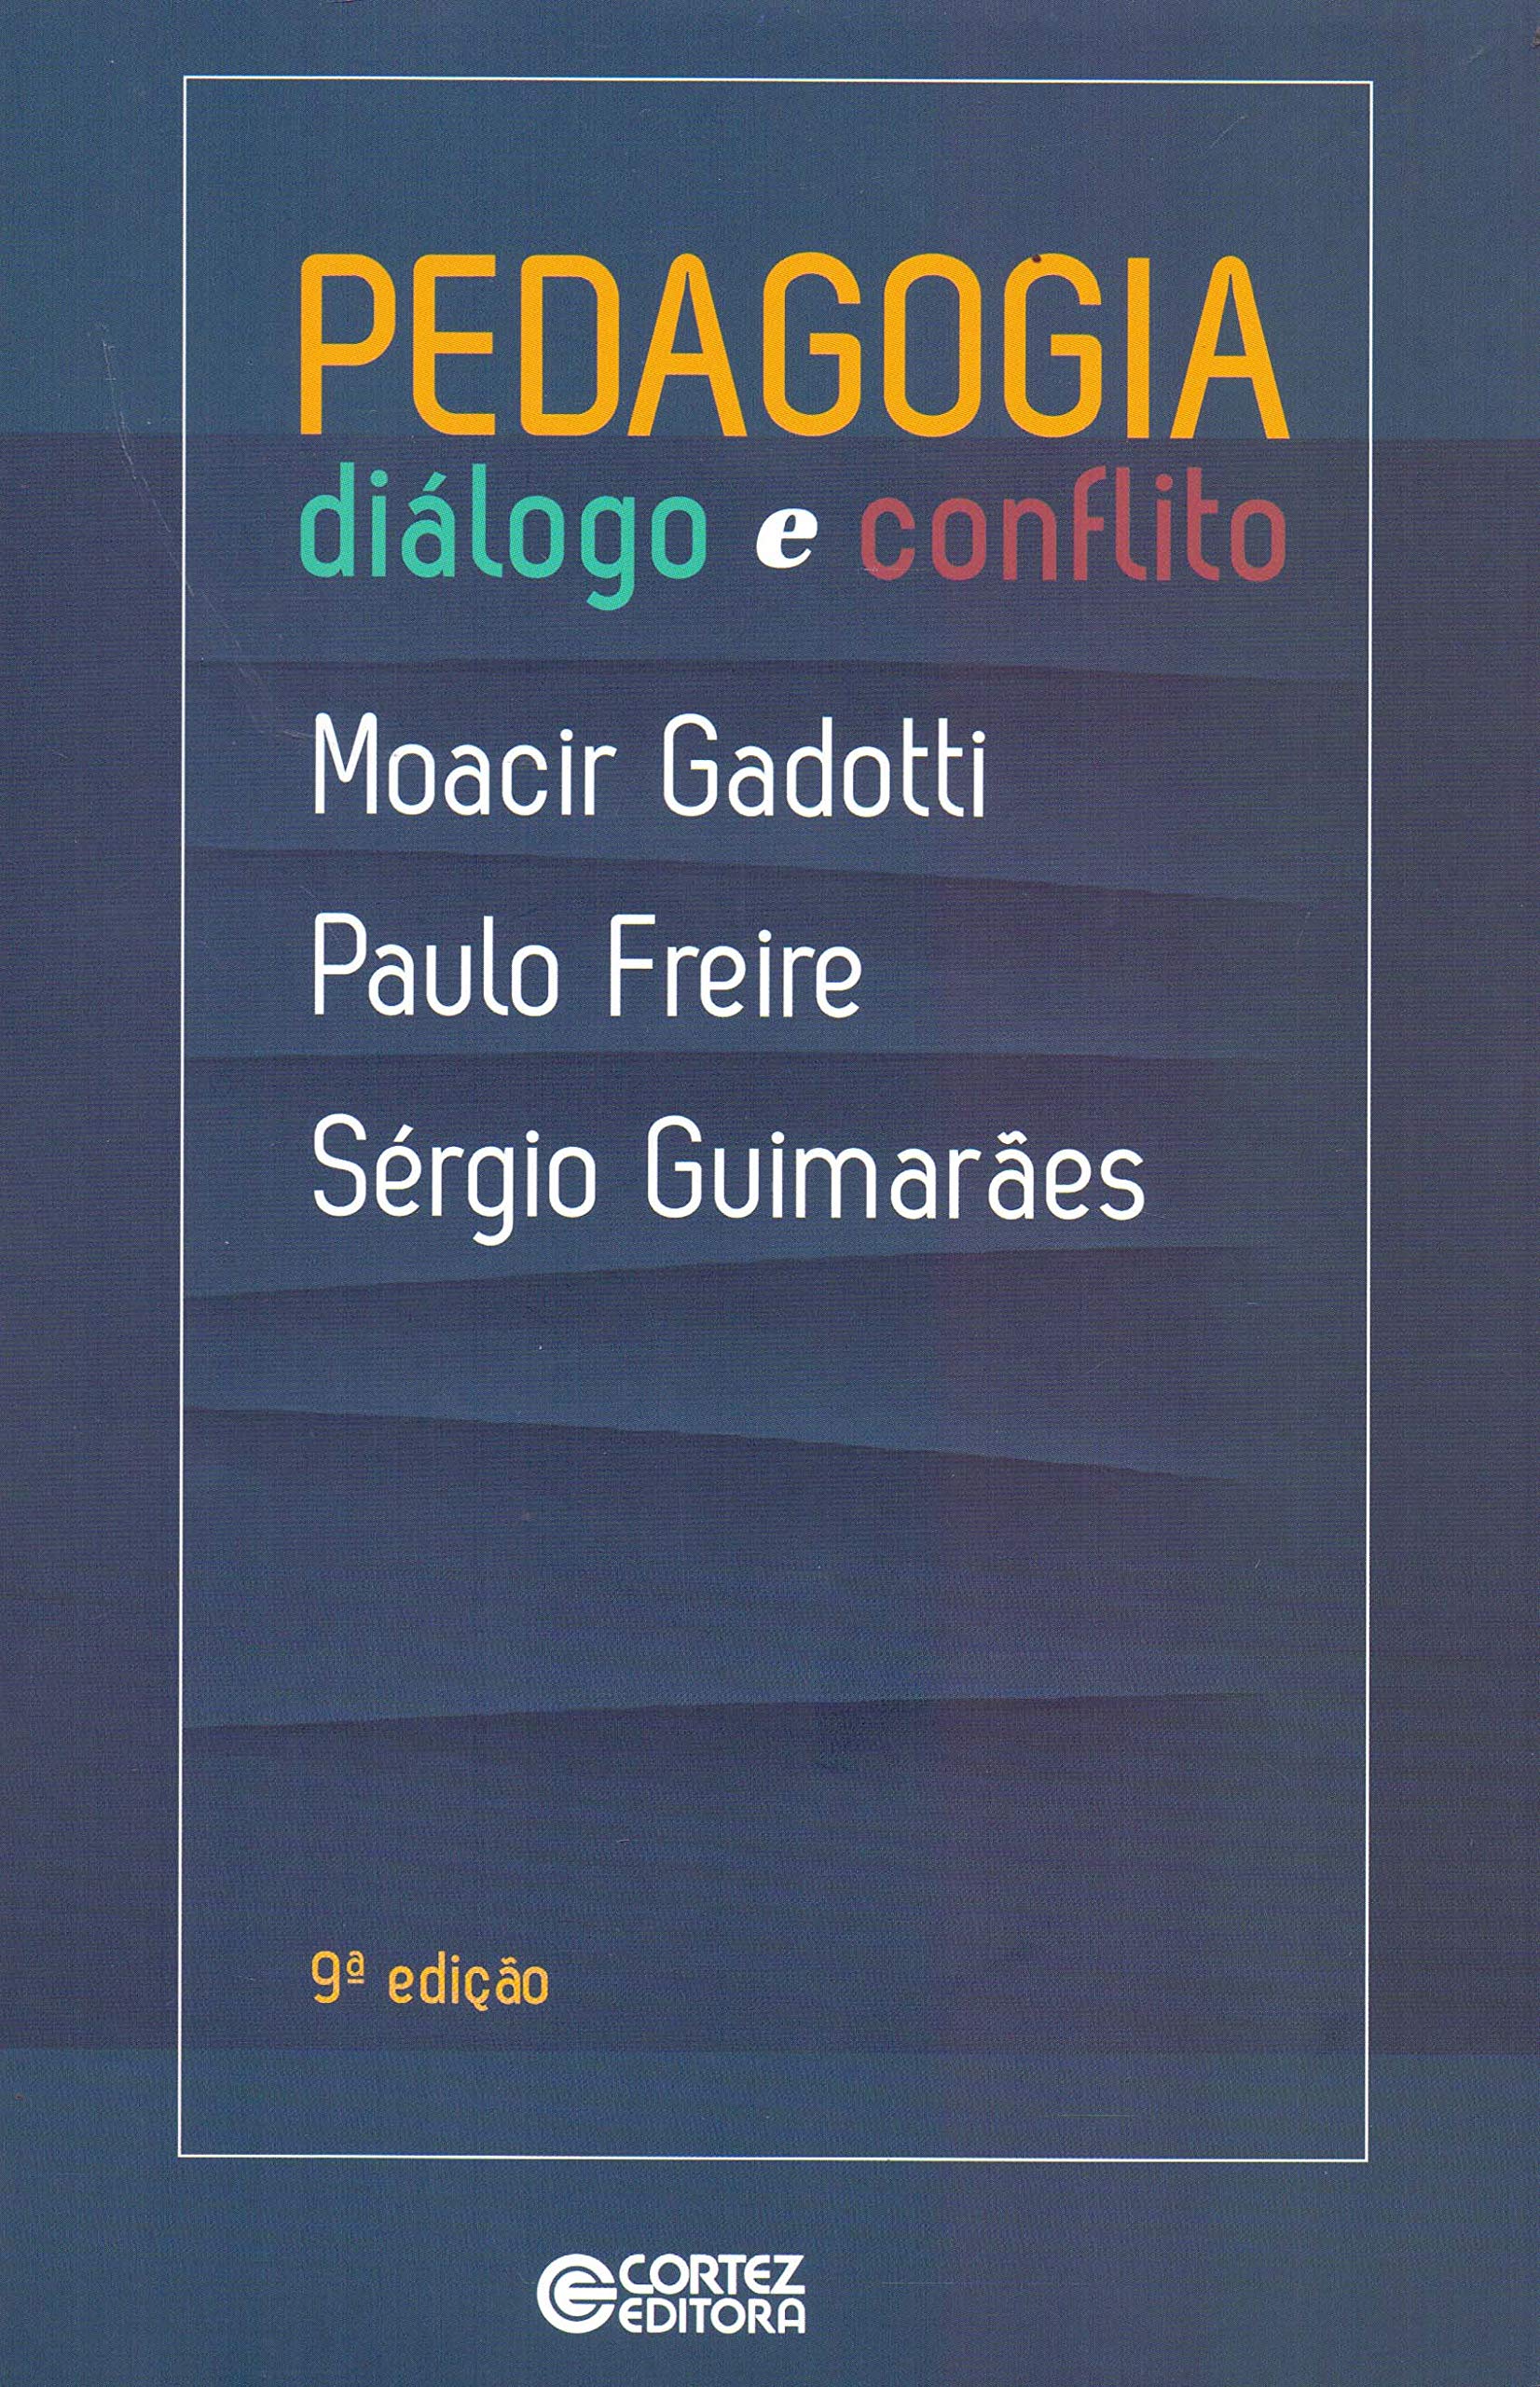 PEDAGOGIA
diálogo e conflito
Moacir Gadotti
Paulo Freire
Sérgio Guimarães
9ª edição
CORTEZ
EDITORA